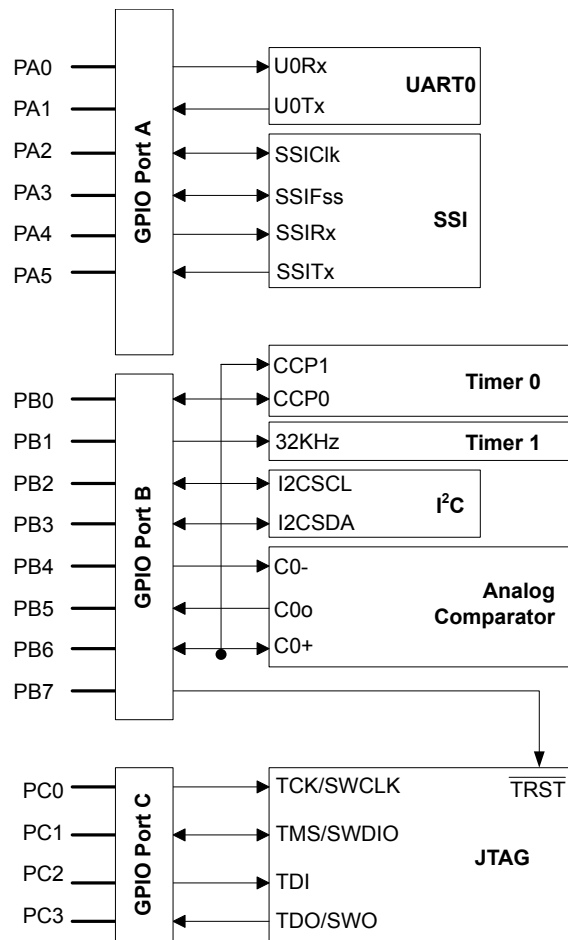 PA0
PA1
PA2
PA3
PA4
PA5
GPIO Port A
U0Rx
U0Tx
UART0
SSIClk
SSIFss
SSIRx
SSITx
SSI
PB0
PB1
PB2
PB3
PB4
PB5
PB6
PB7
GPIO Port B
CCP1
CCP0
Timer 0
32KHz
Timer 1
I2CSCL
I2CSDA
I²C
C0-
C0o
C0+
Analog
Comparator
PC0
PC1
PC2
PC3
GPIO Port C
TCK/SWCLK
TMS/SWDIO
TDI
TDO/SWO
TRST
JTAG